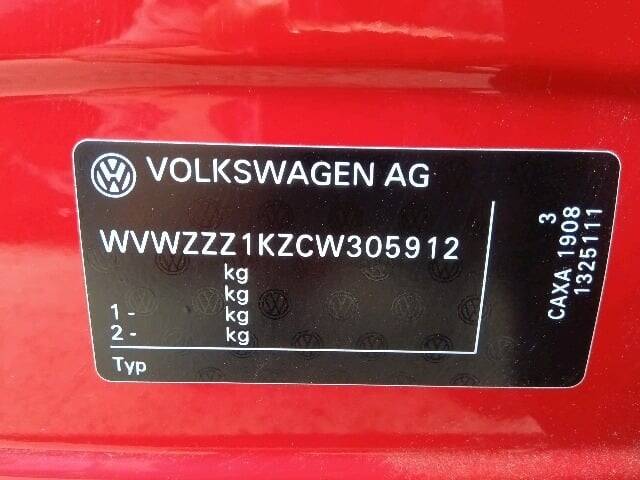 VOLKSWAGEN AG
WVWZZZ1KZCW305912
kg
kg
1 - kg
2 - kg
Typ
3
CAXA 1908
1325111